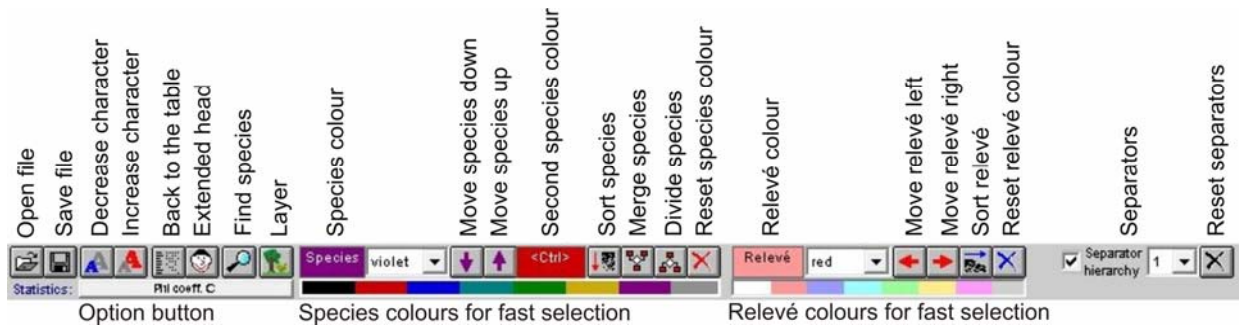 Open file
Save file
Decrease character
Increase character
Back to the table
Extended head
Find species
Layer
Species colour
Move species down
Move species up
Second species colour
Sort species
Merge species
Divide species
Reset species colour
Relevé colour
Move relevé left
Move relevé right
Sort relevé
Reset relevé colour
Separators
Reset separators
Species violet <Ctrl> Relevé red Separator hierarchy 1
Statistics: Phi coeff. C
Option button Species colours for fast selection Relevé colours for fast selection